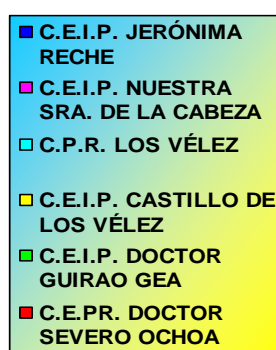 C.E.I.P. JERÓNIMA
RECHE
C.E.I.P. NUESTRA
SRA. DE LA CABEZA
C.P.R. LOS VÉLEZ
C.E.I.P. CASTILLO DE
LOS VÉLEZ
C.E.I.P. DOCTOR
GUIRAO GEA
C.E.PR. DOCTOR
SEVERO OCHOA